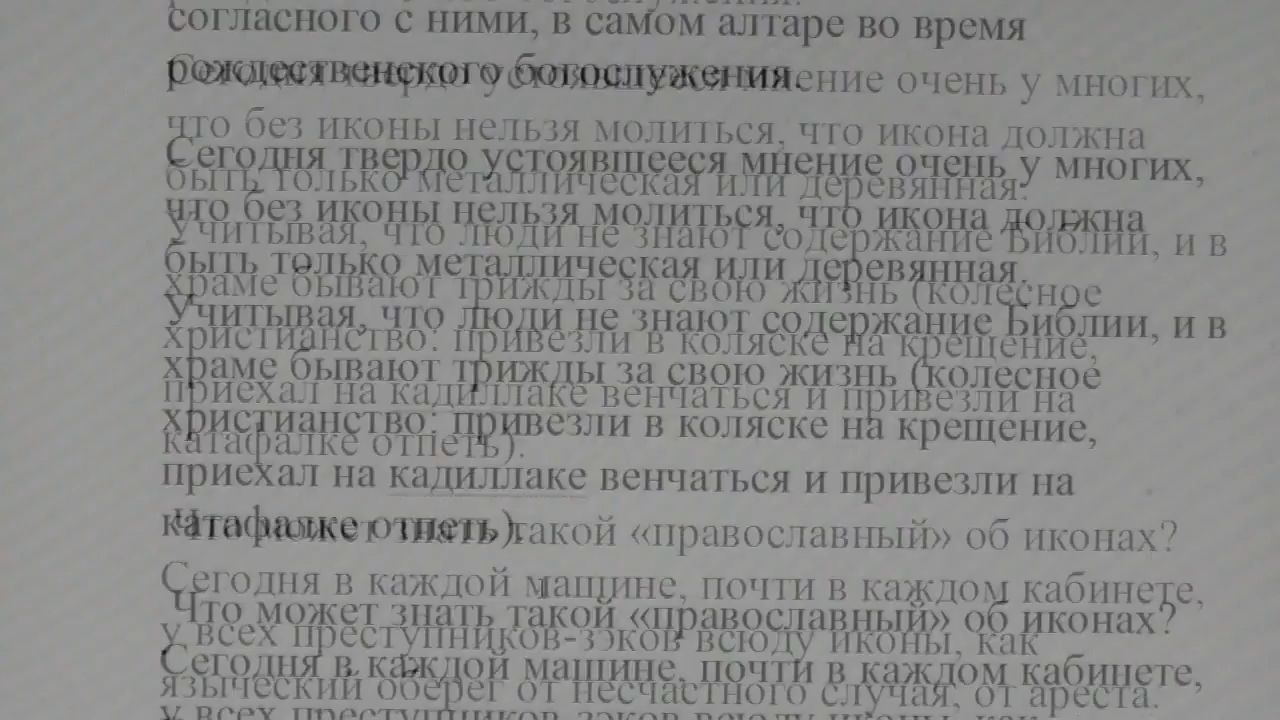 согласного с ними, в самом алтаре во время
рождественского богослужения.
Сегодня твердо устоявшееся мнение очень у многих,
что без иконы нельзя молиться, что икона должна
быть только металлическая или деревянная.
Учитывая, что люди не знают содержание Библии, и в
храме бывают трижды за свою жизнь (колесное
христианство: привезли в коляске на крещение,
приехал на кадиллаке венчаться и привезли на
катафалке отпеть).
Что может знать такой «православный» об иконах?
Сегодня в каждой машине, почти в каждом кабинете,
у всех преступников-зэков всюду иконы, как
языческий оберег от несчастного случая, от ареста.